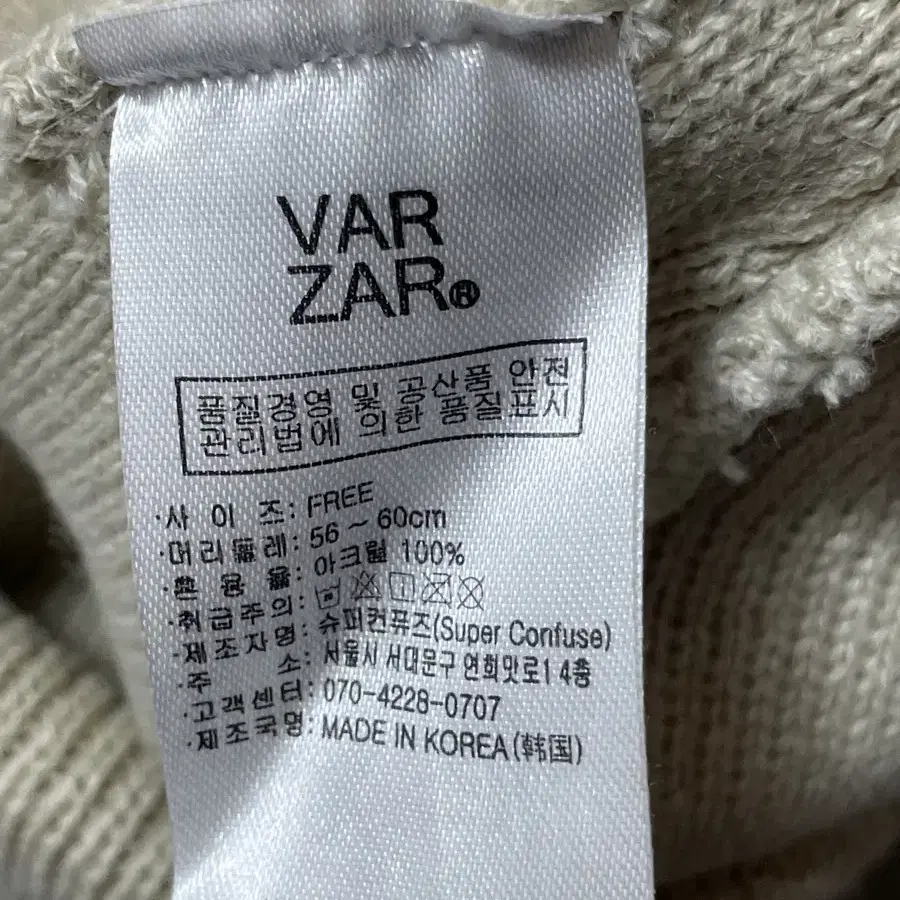 VAR
ZAR®
품질경영 및 공산품 안전
관리법에 의한 품질표시
·사 이 즈: FREE
·머리둘레: 56 ~ 60cm
·혼 용 율: 아크릴 100%
·취급주의:
·제조자명: 슈퍼컨퓨즈(Super Confuse)
·주 소: 서울시 서대문구 연희맛로1 4층
·고객센터: 070-4228-0707
·제조국명: MADE IN KOREA(韩国)